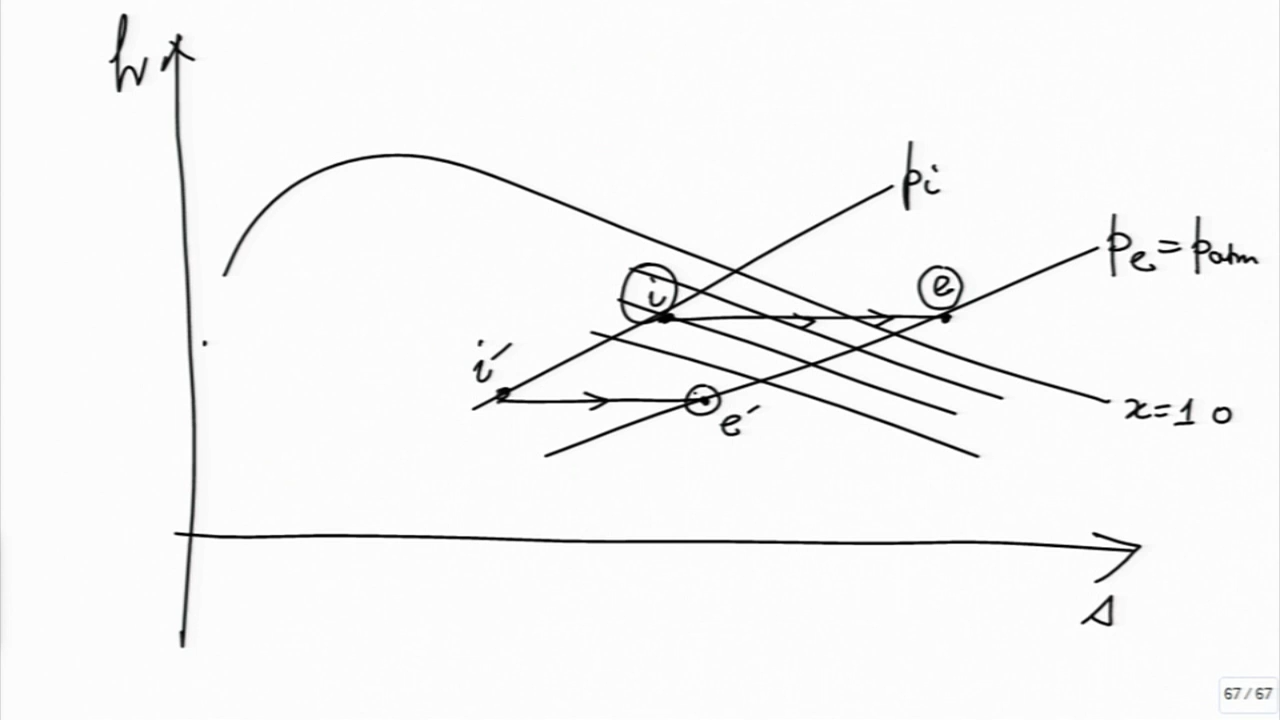 h
pi
pe = patm
i
e
i′
e′
x=1.0
s
67 / 67